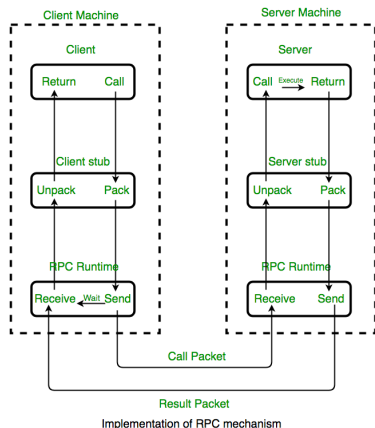 Client Machine
Server Machine
Client
Server
Return Call
Call Execute Return
Client stub
Server stub
Unpack Pack
Unpack Pack
RPC Runtime
RPC Runtime
Receive Wait Send
Receive Send
Call Packet
Result Packet
Implementation of RPC mechanism